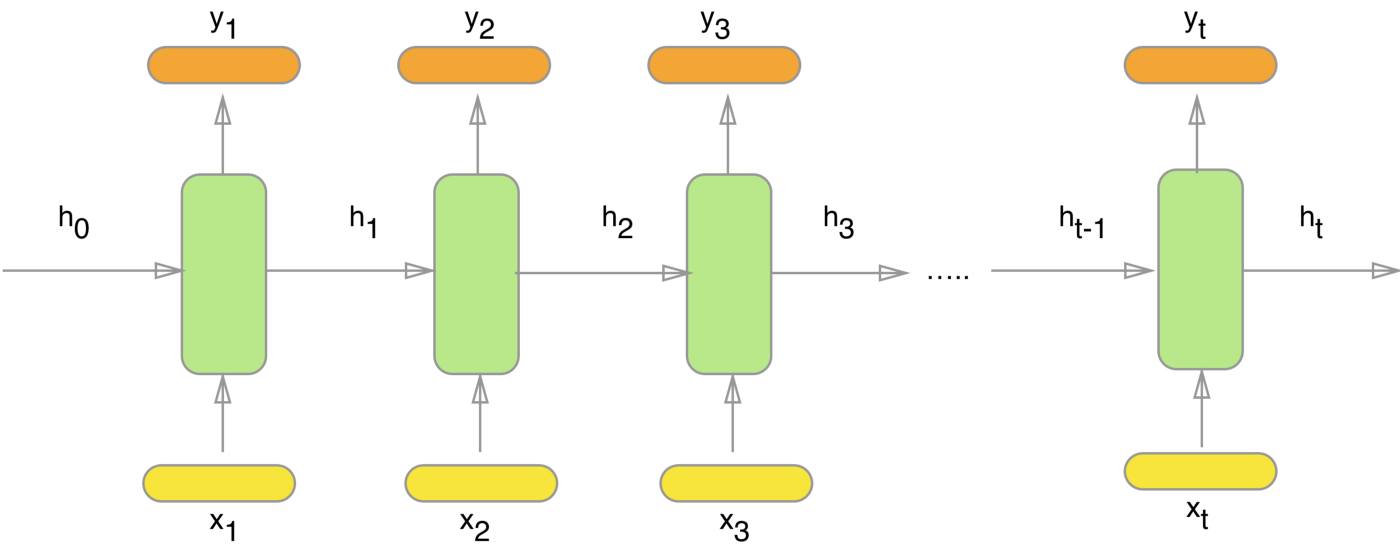 y1 y2 y3 yt
h0 h1 h2 h3 ht-1 ht
.....
x1 x2 x3 xt